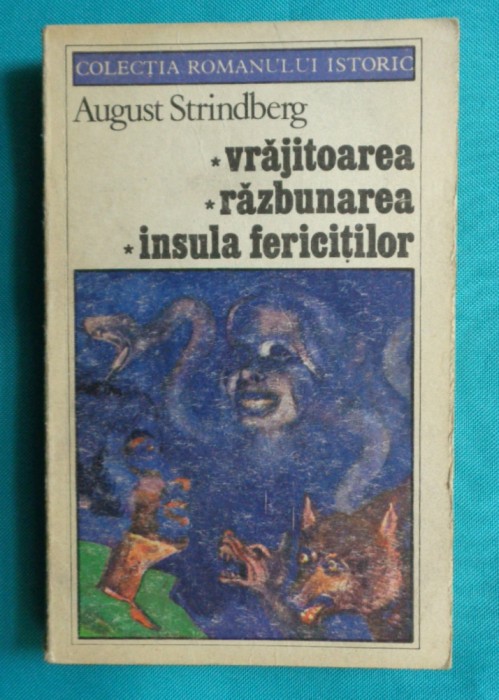 COLECȚIA ROMANULUI ISTORIC
August Strindberg
* vrăjitoarea
* răzbunarea
* insula fericiților